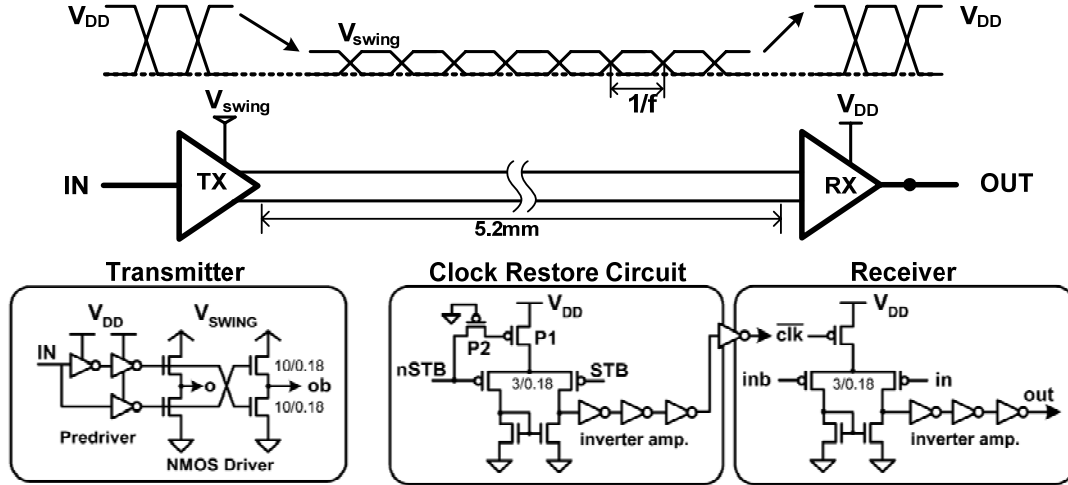 VDD
Vswing
VDD
1/f
Vswing
VDD
IN
TX
RX
OUT
5.2mm
Transmitter
Clock Restore Circuit
Receiver
VDD
VSWING
IN
10/0.18
o
ob
10/0.18
Predriver
NMOS Driver
VDD
P1
P2
nSTB
3/0.18
STB
inverter amp.
VDD
clk
inb
3/0.18
in
out
inverter amp.